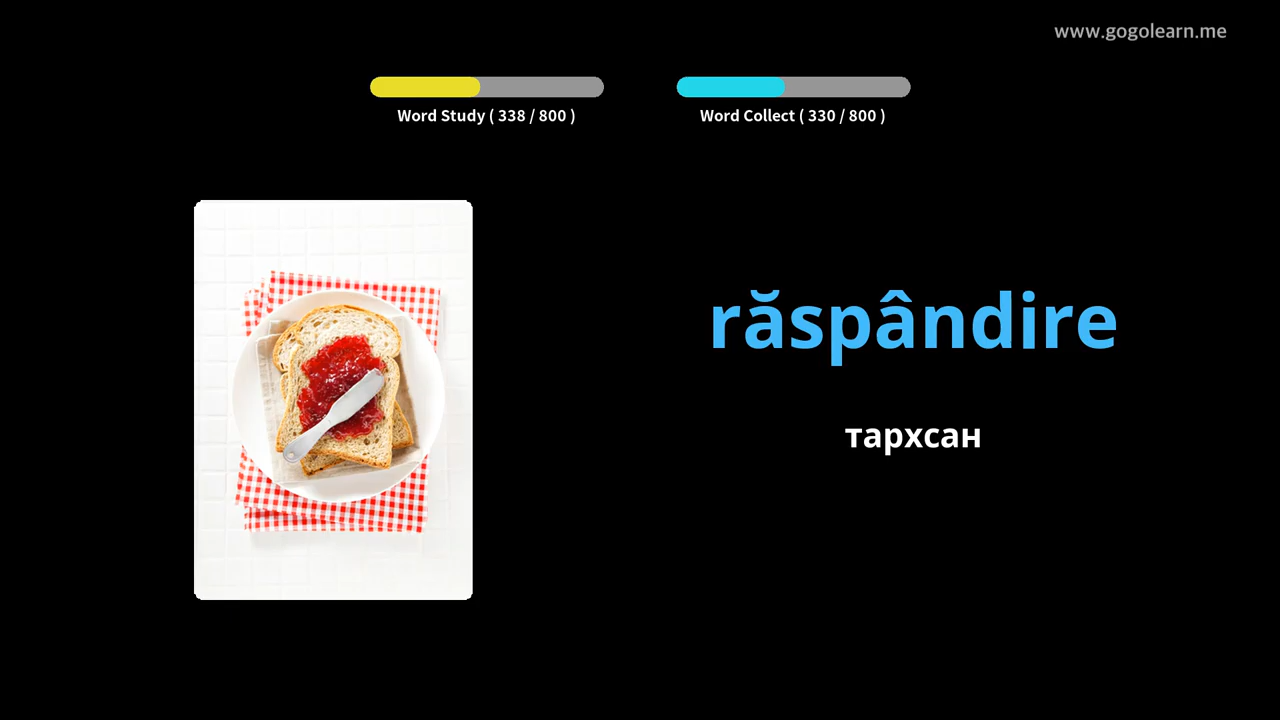 www.gogolearn.me
Word Study ( 338 / 800 )
Word Collect ( 330 / 800 )
răspândire
тархсан